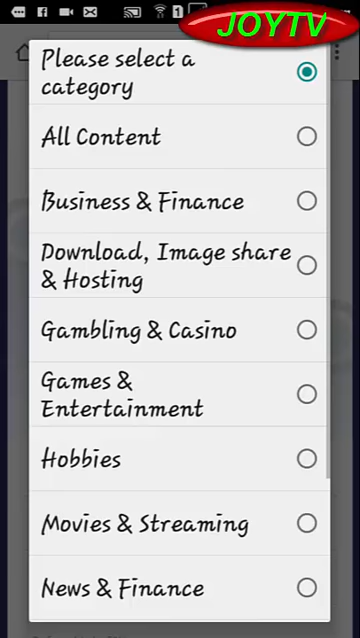 JOYTV
Please select a
category
All Content
Business & Finance
Download, Image share
& Hosting
Gambling & Casino
Games &
Entertainment
Hobbies
Movies & Streaming
News & Finance